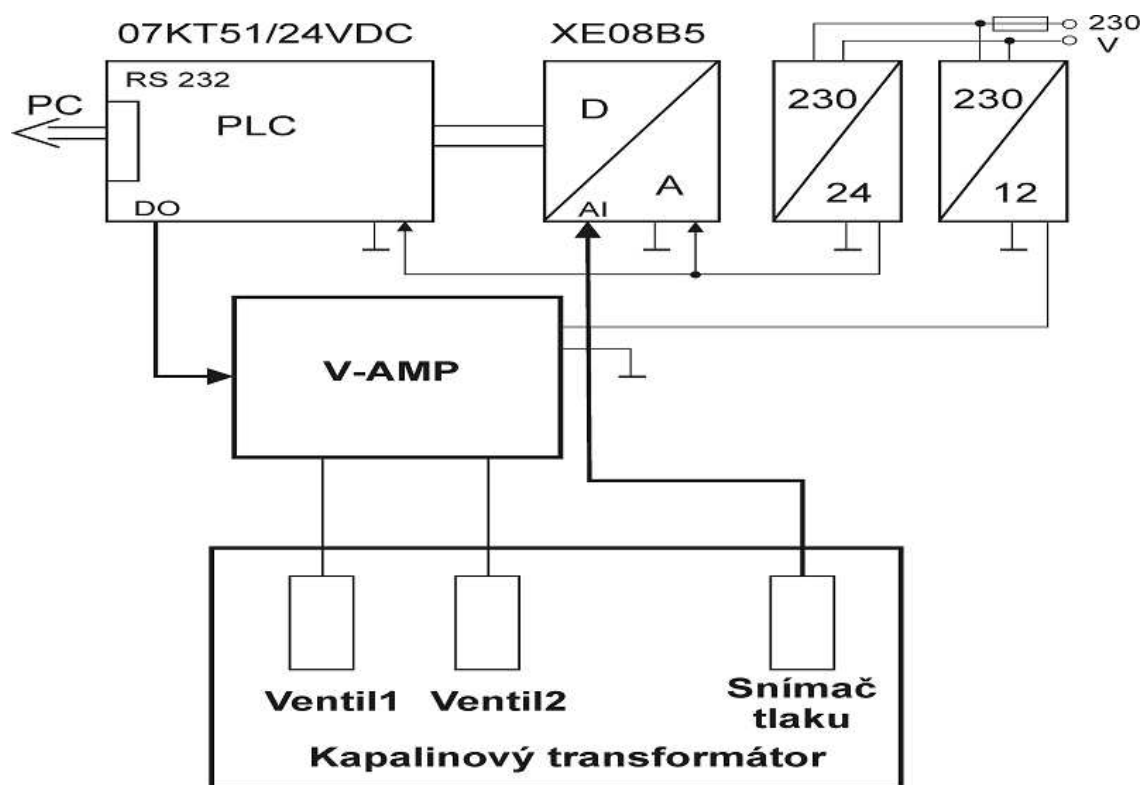 07KT51/24VDC
XE08B5
230
V
RS 232
PC
PLC
DO
D
A
AI
230
24
230
12
V-AMP
Ventil1
Ventil2
Snímač
tlaku
Kapalinový transformátor